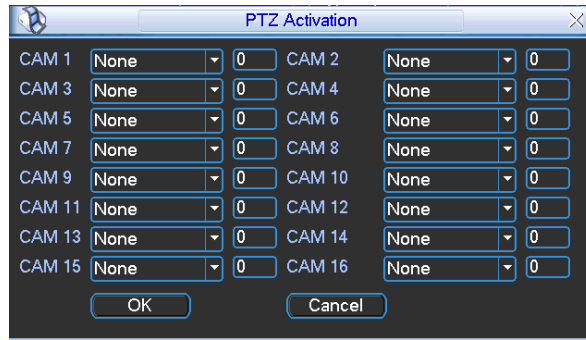 PTZ Activation
CAM 1 None 0 CAM 2 None 0
CAM 3 None 0 CAM 4 None 0
CAM 5 None 0 CAM 6 None 0
CAM 7 None 0 CAM 8 None 0
CAM 9 None 0 CAM 10 None 0
CAM 11 None 0 CAM 12 None 0
CAM 13 None 0 CAM 14 None 0
CAM 15 None 0 CAM 16 None 0
OK Cancel